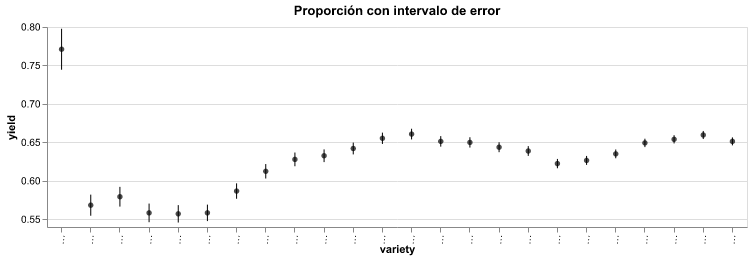 Proporción con intervalo de error
0.80
0.75
0.70
0.65
0.60
0.55
yield
… … … … … … … … … … … … … … … … … … … … … … … …
variety